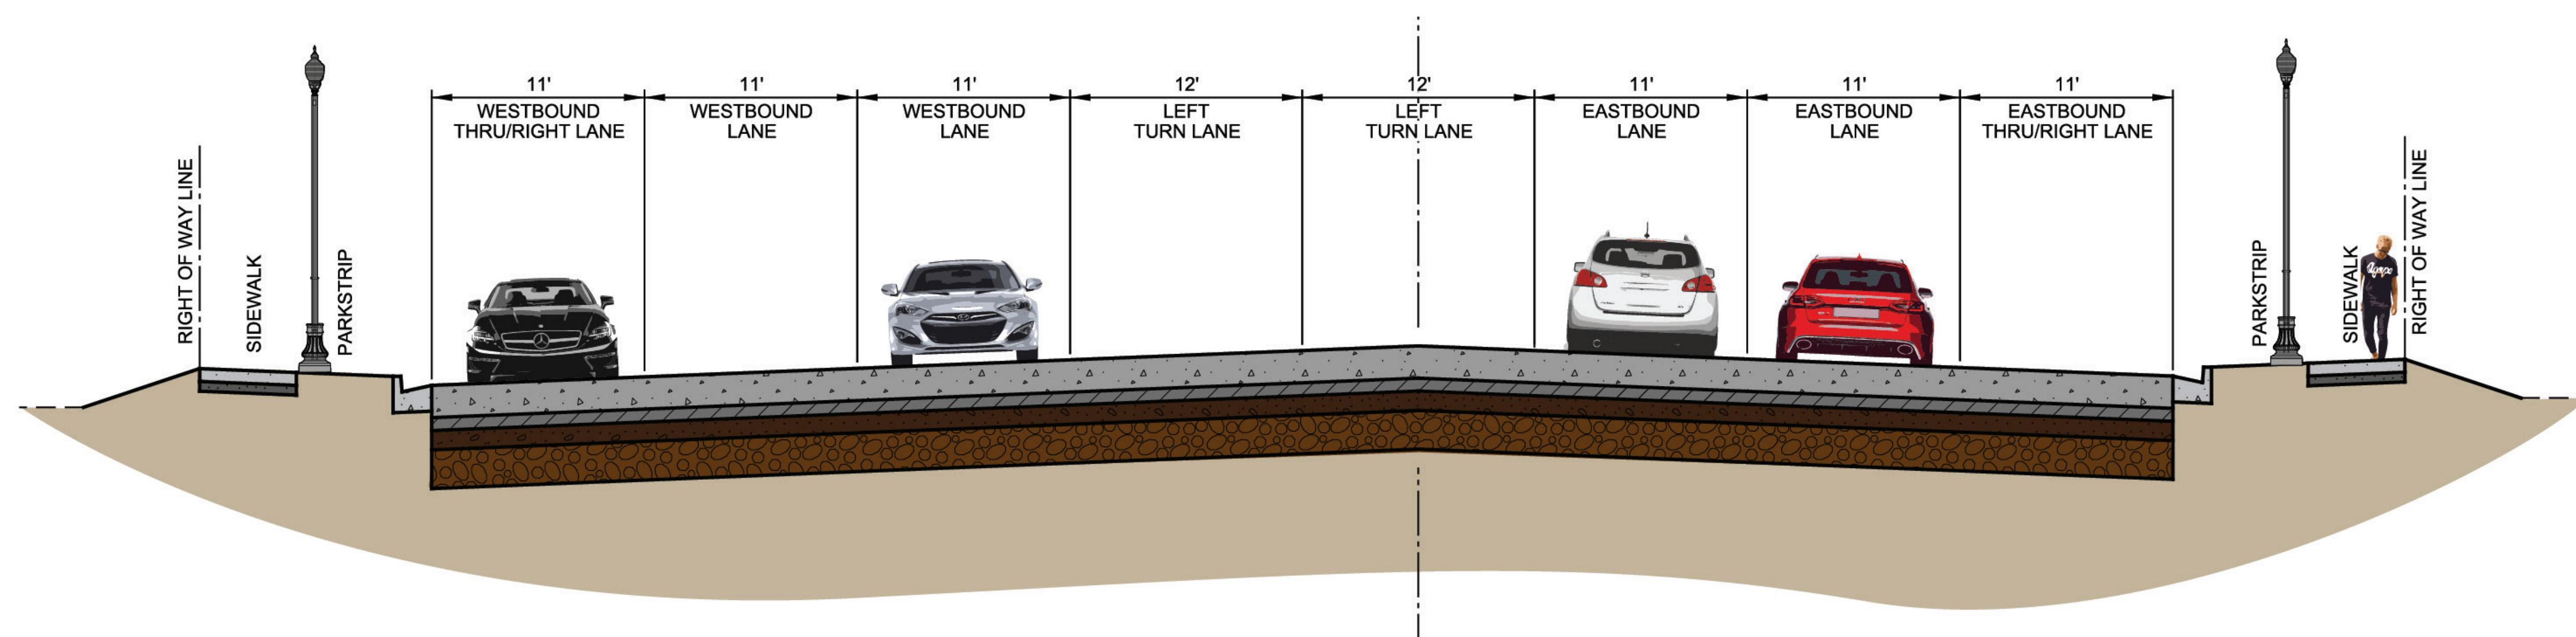 11'
WESTBOUND
THRU/RIGHT LANE
11'
WESTBOUND
LANE
11'
WESTBOUND
LANE
12'
LEFT
TURN LANE
12'
LEFT
TURN LANE
11'
EASTBOUND
LANE
11'
EASTBOUND
LANE
11'
EASTBOUND
THRU/RIGHT LANE
RIGHT OF WAY LINE
SIDEWALK
PARKSTRIP
PARKSTRIP
SIDEWALK
agape
RIGHT OF WAY LINE